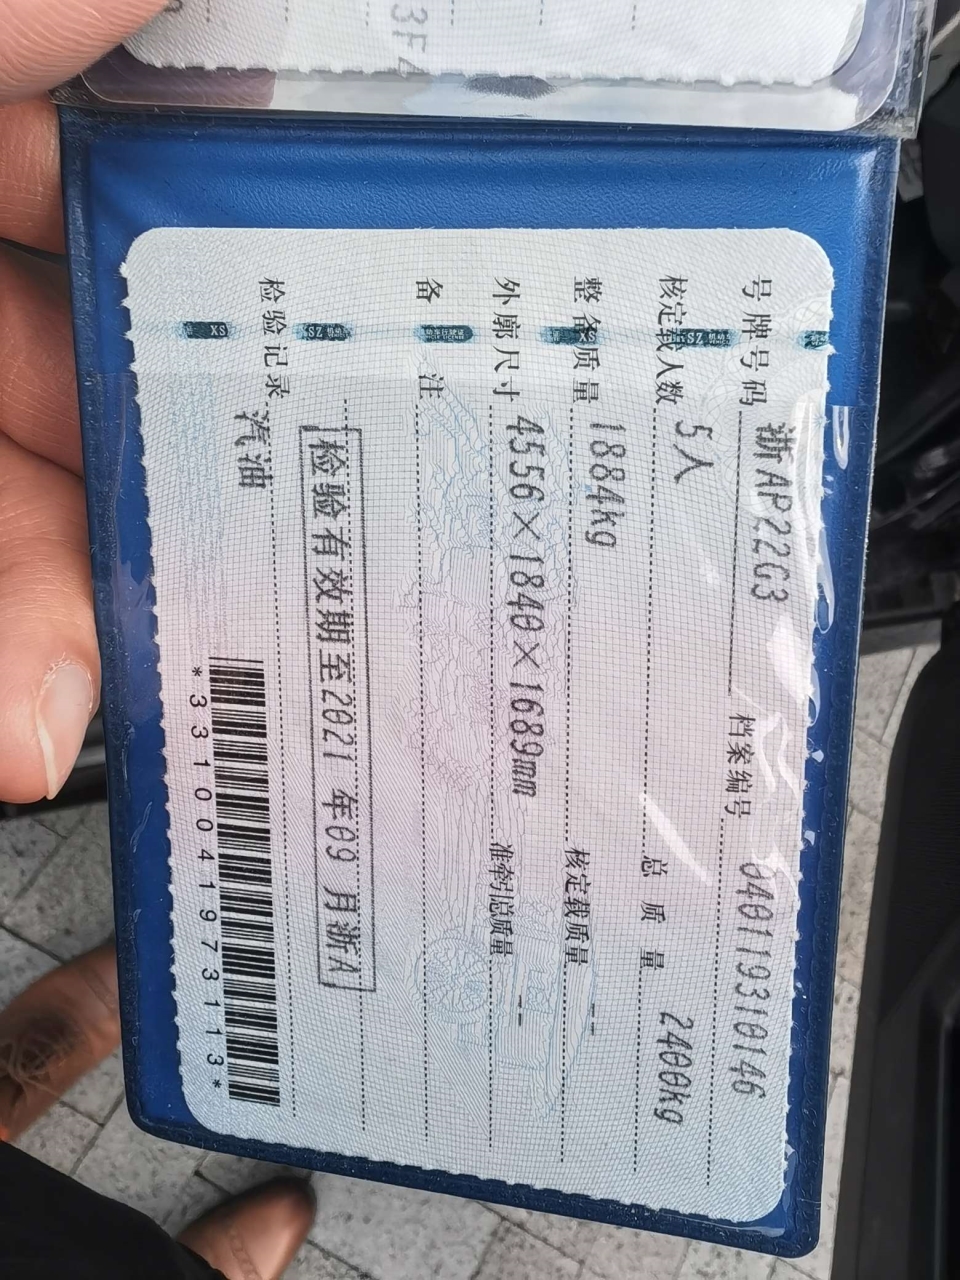 3F4
号牌号码 浙AP22G3 档案编号 040119310146
核定载人数 5人 总质量 2400kg
整备质量 1884kg 核定载质量 --
外廓尺寸 4556×1840×1689mm 准牵引总质量 --
备注
检验有效期至2021年09月浙A
检验记录
汽油
*3310041973113*